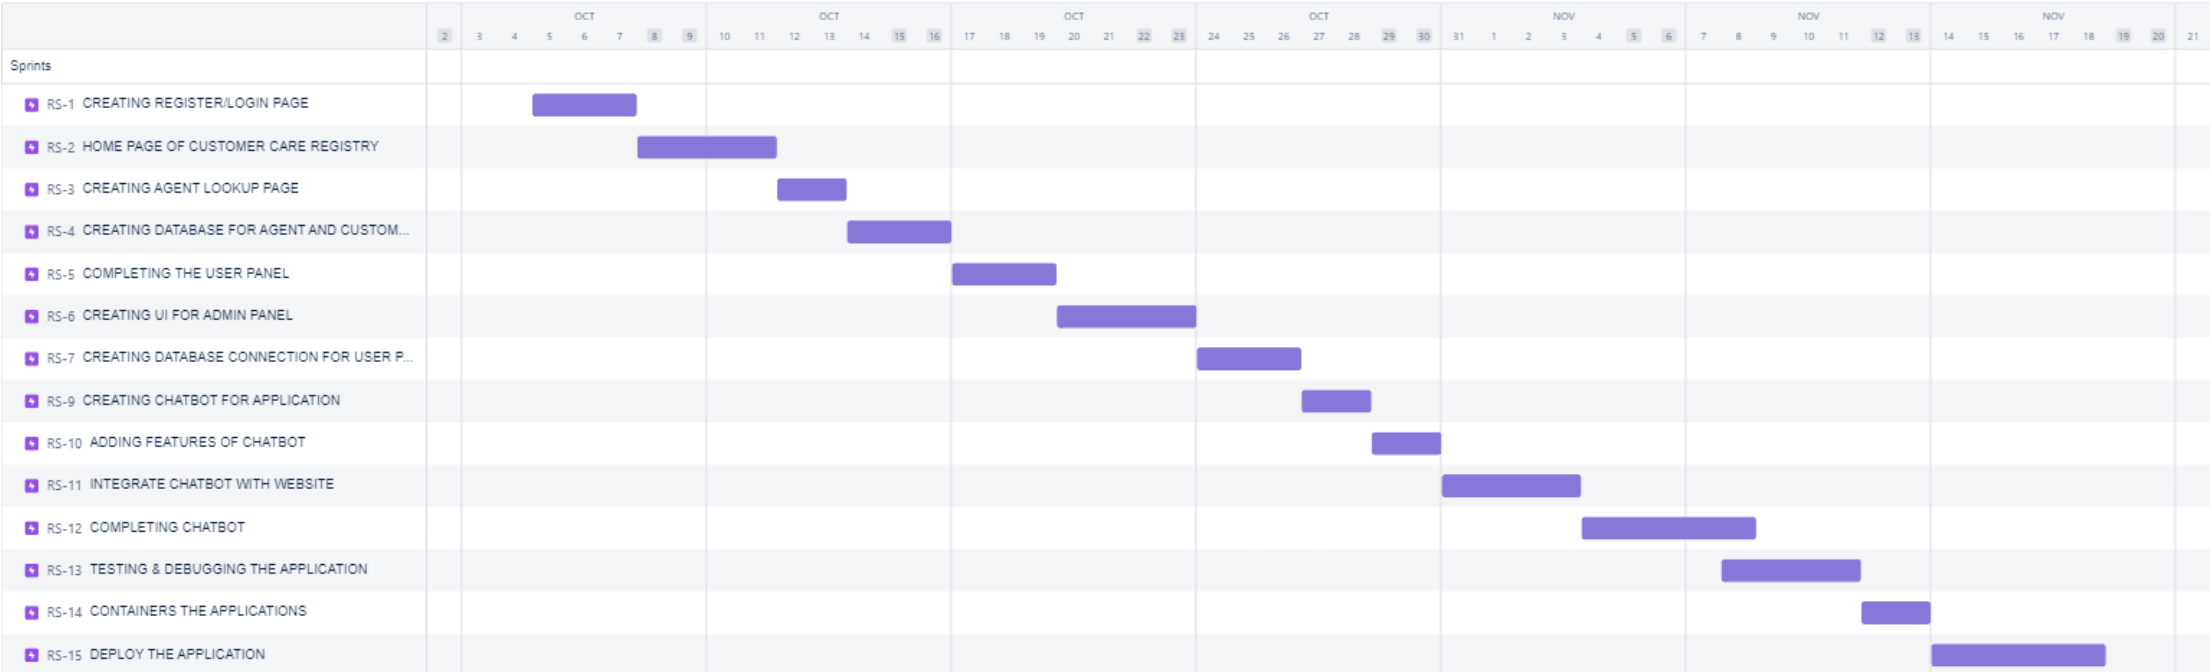 OCT OCT OCT OCT NOV NOV NOV
2 3 4 5 6 7 8 9 10 11 12 13 14 15 16 17 18 19 20 21 22 23 24 25 26 27 28 29 30 31 1 2 3 4 5 6 7 8 9 10 11 12 13 14 15 16 17 18 19 20 21
Sprints
RS-1 CREATING REGISTER/LOGIN PAGE
RS-2 HOME PAGE OF CUSTOMER CARE REGISTRY
RS-3 CREATING AGENT LOOKUP PAGE
RS-4 CREATING DATABASE FOR AGENT AND CUSTOM...
RS-5 COMPLETING THE USER PANEL
RS-6 CREATING UI FOR ADMIN PANEL
RS-7 CREATING DATABASE CONNECTION FOR USER P...
RS-9 CREATING CHATBOT FOR APPLICATION
RS-10 ADDING FEATURES OF CHATBOT
RS-11 INTEGRATE CHATBOT WITH WEBSITE
RS-12 COMPLETING CHATBOT
RS-13 TESTING & DEBUGGING THE APPLICATION
RS-14 CONTAINERS THE APPLICATIONS
RS-15 DEPLOY THE APPLICATION